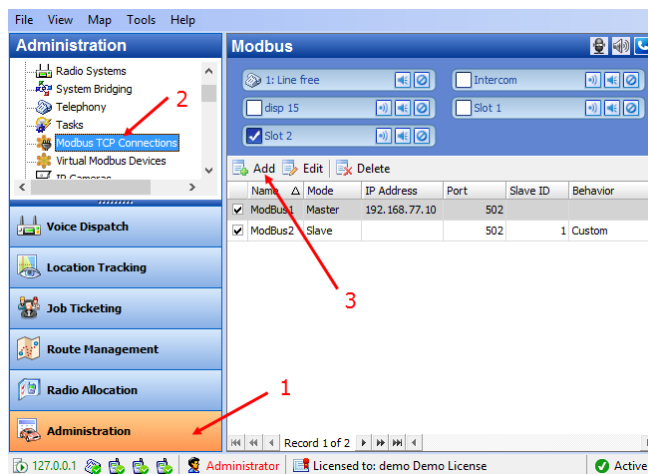 File View Map Tools Help
Administration
Radio Systems
System Bridging
Telephony
Tasks
Modbus TCP Connections
Virtual Modbus Devices
IP Cameras
2
Voice Dispatch
Location Tracking
Job Ticketing
Route Management
Radio Allocation
Administration
1
Modbus
1: Line free
Intercom
disp 15
Slot 1
Slot 2
Add Edit Delete
Name Mode IP Address Port Slave ID Behavior
ModBus1 Master 192.168.77.10 502
ModBus2 Slave 502 1 Custom
3
Record 1 of 2
127.0.0.1 Administrator Licensed to: demo Demo License Active